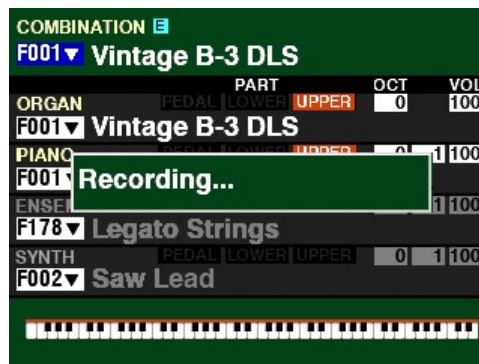 COMBINATION E
F001▼ Vintage B-3 DLS
PART OCT VOL
ORGAN PEDAL LOWER UPPER 0 100
F001▼ Vintage B-3 DLS
PIANO UPPER 0 1 100
F001
Recording...
1 100
F178▼ Legato Strings
SYNTH PEDAL LOWER UPPER 0 1 100
F002▼ Saw Lead